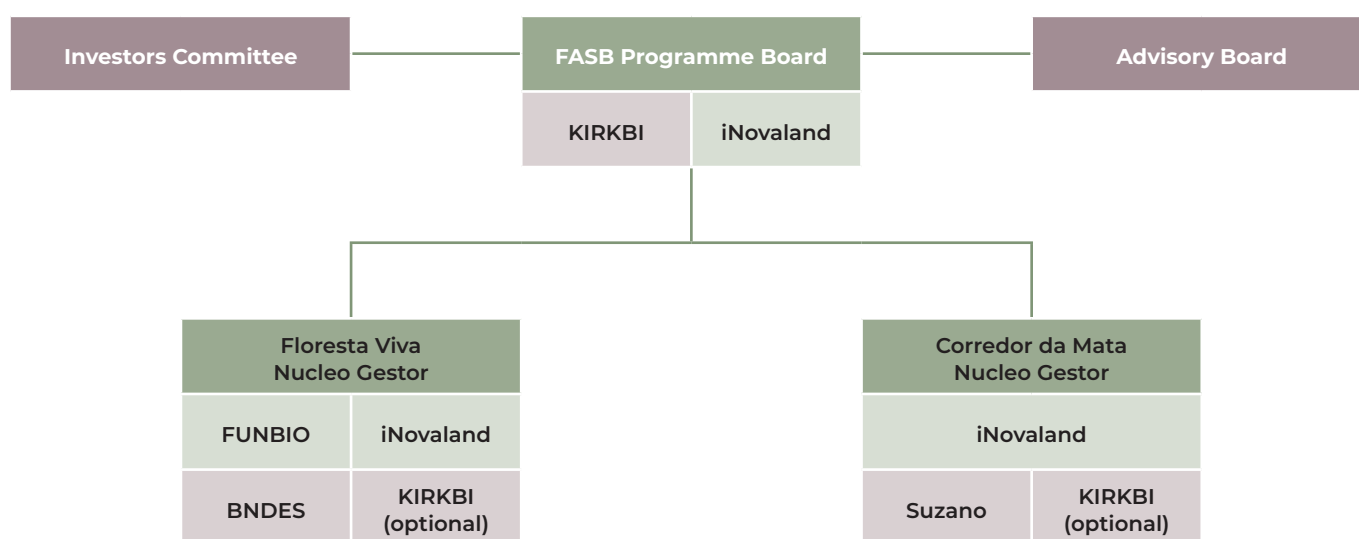 Investors Committee
FASB Programme Board
Advisory Board
KIRKBI
iNovaland
Floresta Viva
Nucleo Gestor
FUNBIO
iNovaland
BNDES
KIRKBI
(optional)
Corredor da Mata
Nucleo Gestor
iNovaland
Suzano
KIRKBI
(optional)